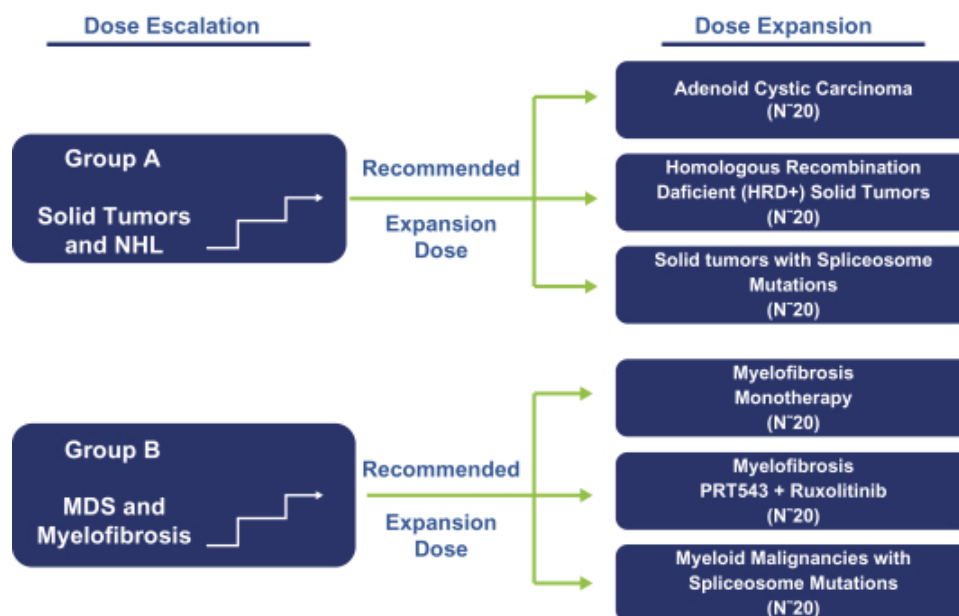 Dose Escalation
Dose Expansion
Group A
Solid Tumors
and NHL
Recommended
Expansion
Dose
Adenoid Cystic Carcinoma
(N˜20)
Homologous Recombination
Daficient (HRD+) Solid Tumors
(N˜20)
Solid tumors with Spliceosome
Mutations
(N˜20)
Group B
MDS and
Myelofibrosis
Recommended
Expansion
Dose
Myelofibrosis
Monotherapy
(N˜20)
Myelofibrosis
PRT543 + Ruxolitinib
(N˜20)
Myeloid Malignancies with
Spliceosome Mutations
(N˜20)